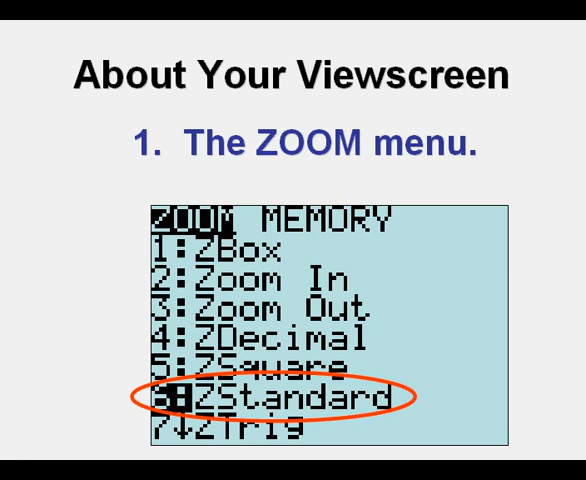 About Your Viewscreen
1. The ZOOM menu.
ZOOM MEMORY
1:ZBox
2:Zoom In
3:Zoom Out
4:ZDecimal
5:ZSquare
6:ZStandard
7↓ZTrig